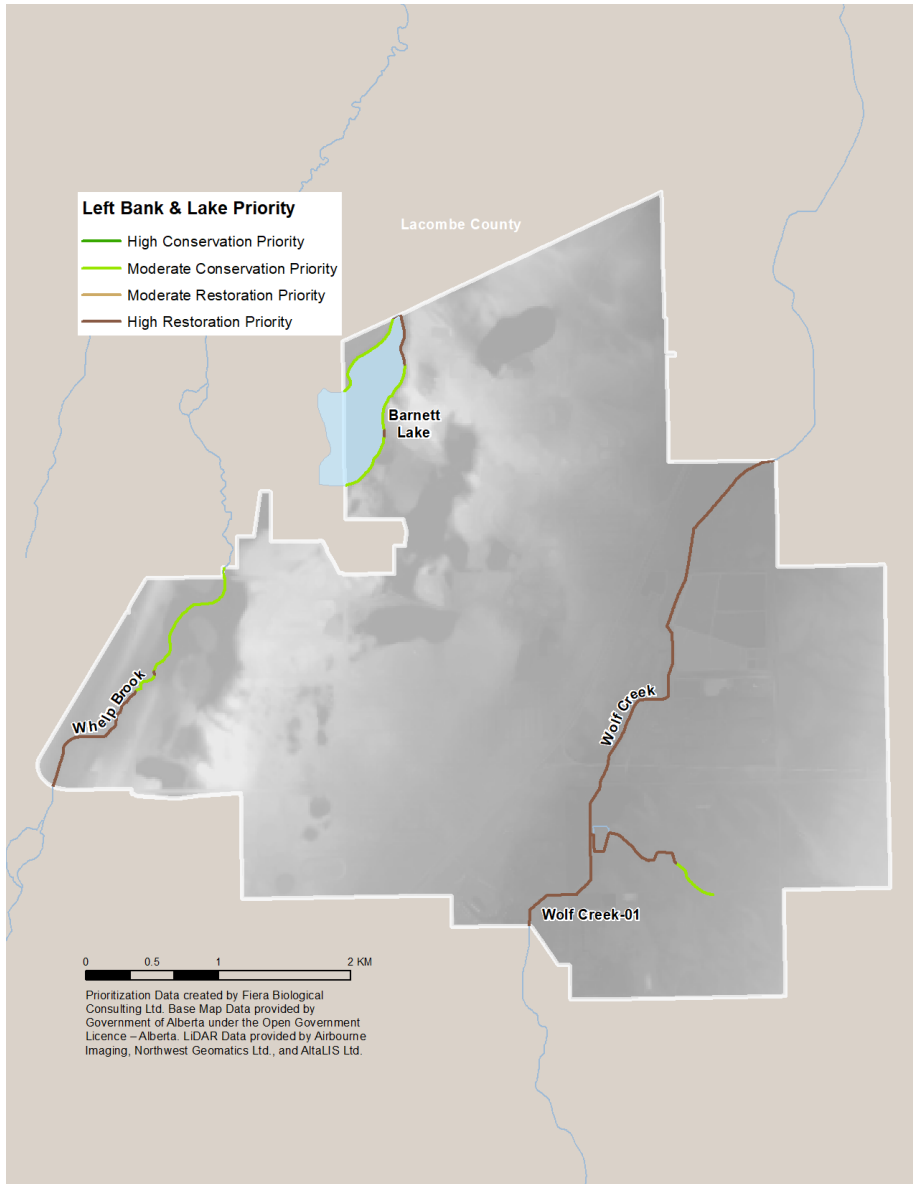 Lacombe County
Left Bank & Lake Priority
High Conservation Priority
Moderate Conservation Priority
Moderate Restoration Priority
High Restoration Priority
Barnett
Lake
Whelp Brook
Wolf Creek
Wolf Creek-01
0 0.5 1 2 KM
Prioritization Data created by Fiera Biological
Consulting Ltd. Base Map Data provided by
Government of Alberta under the Open Government
Licence – Alberta. LiDAR Data provided by Airbourne
Imaging, Northwest Geomatics Ltd., and AltaLIS Ltd.